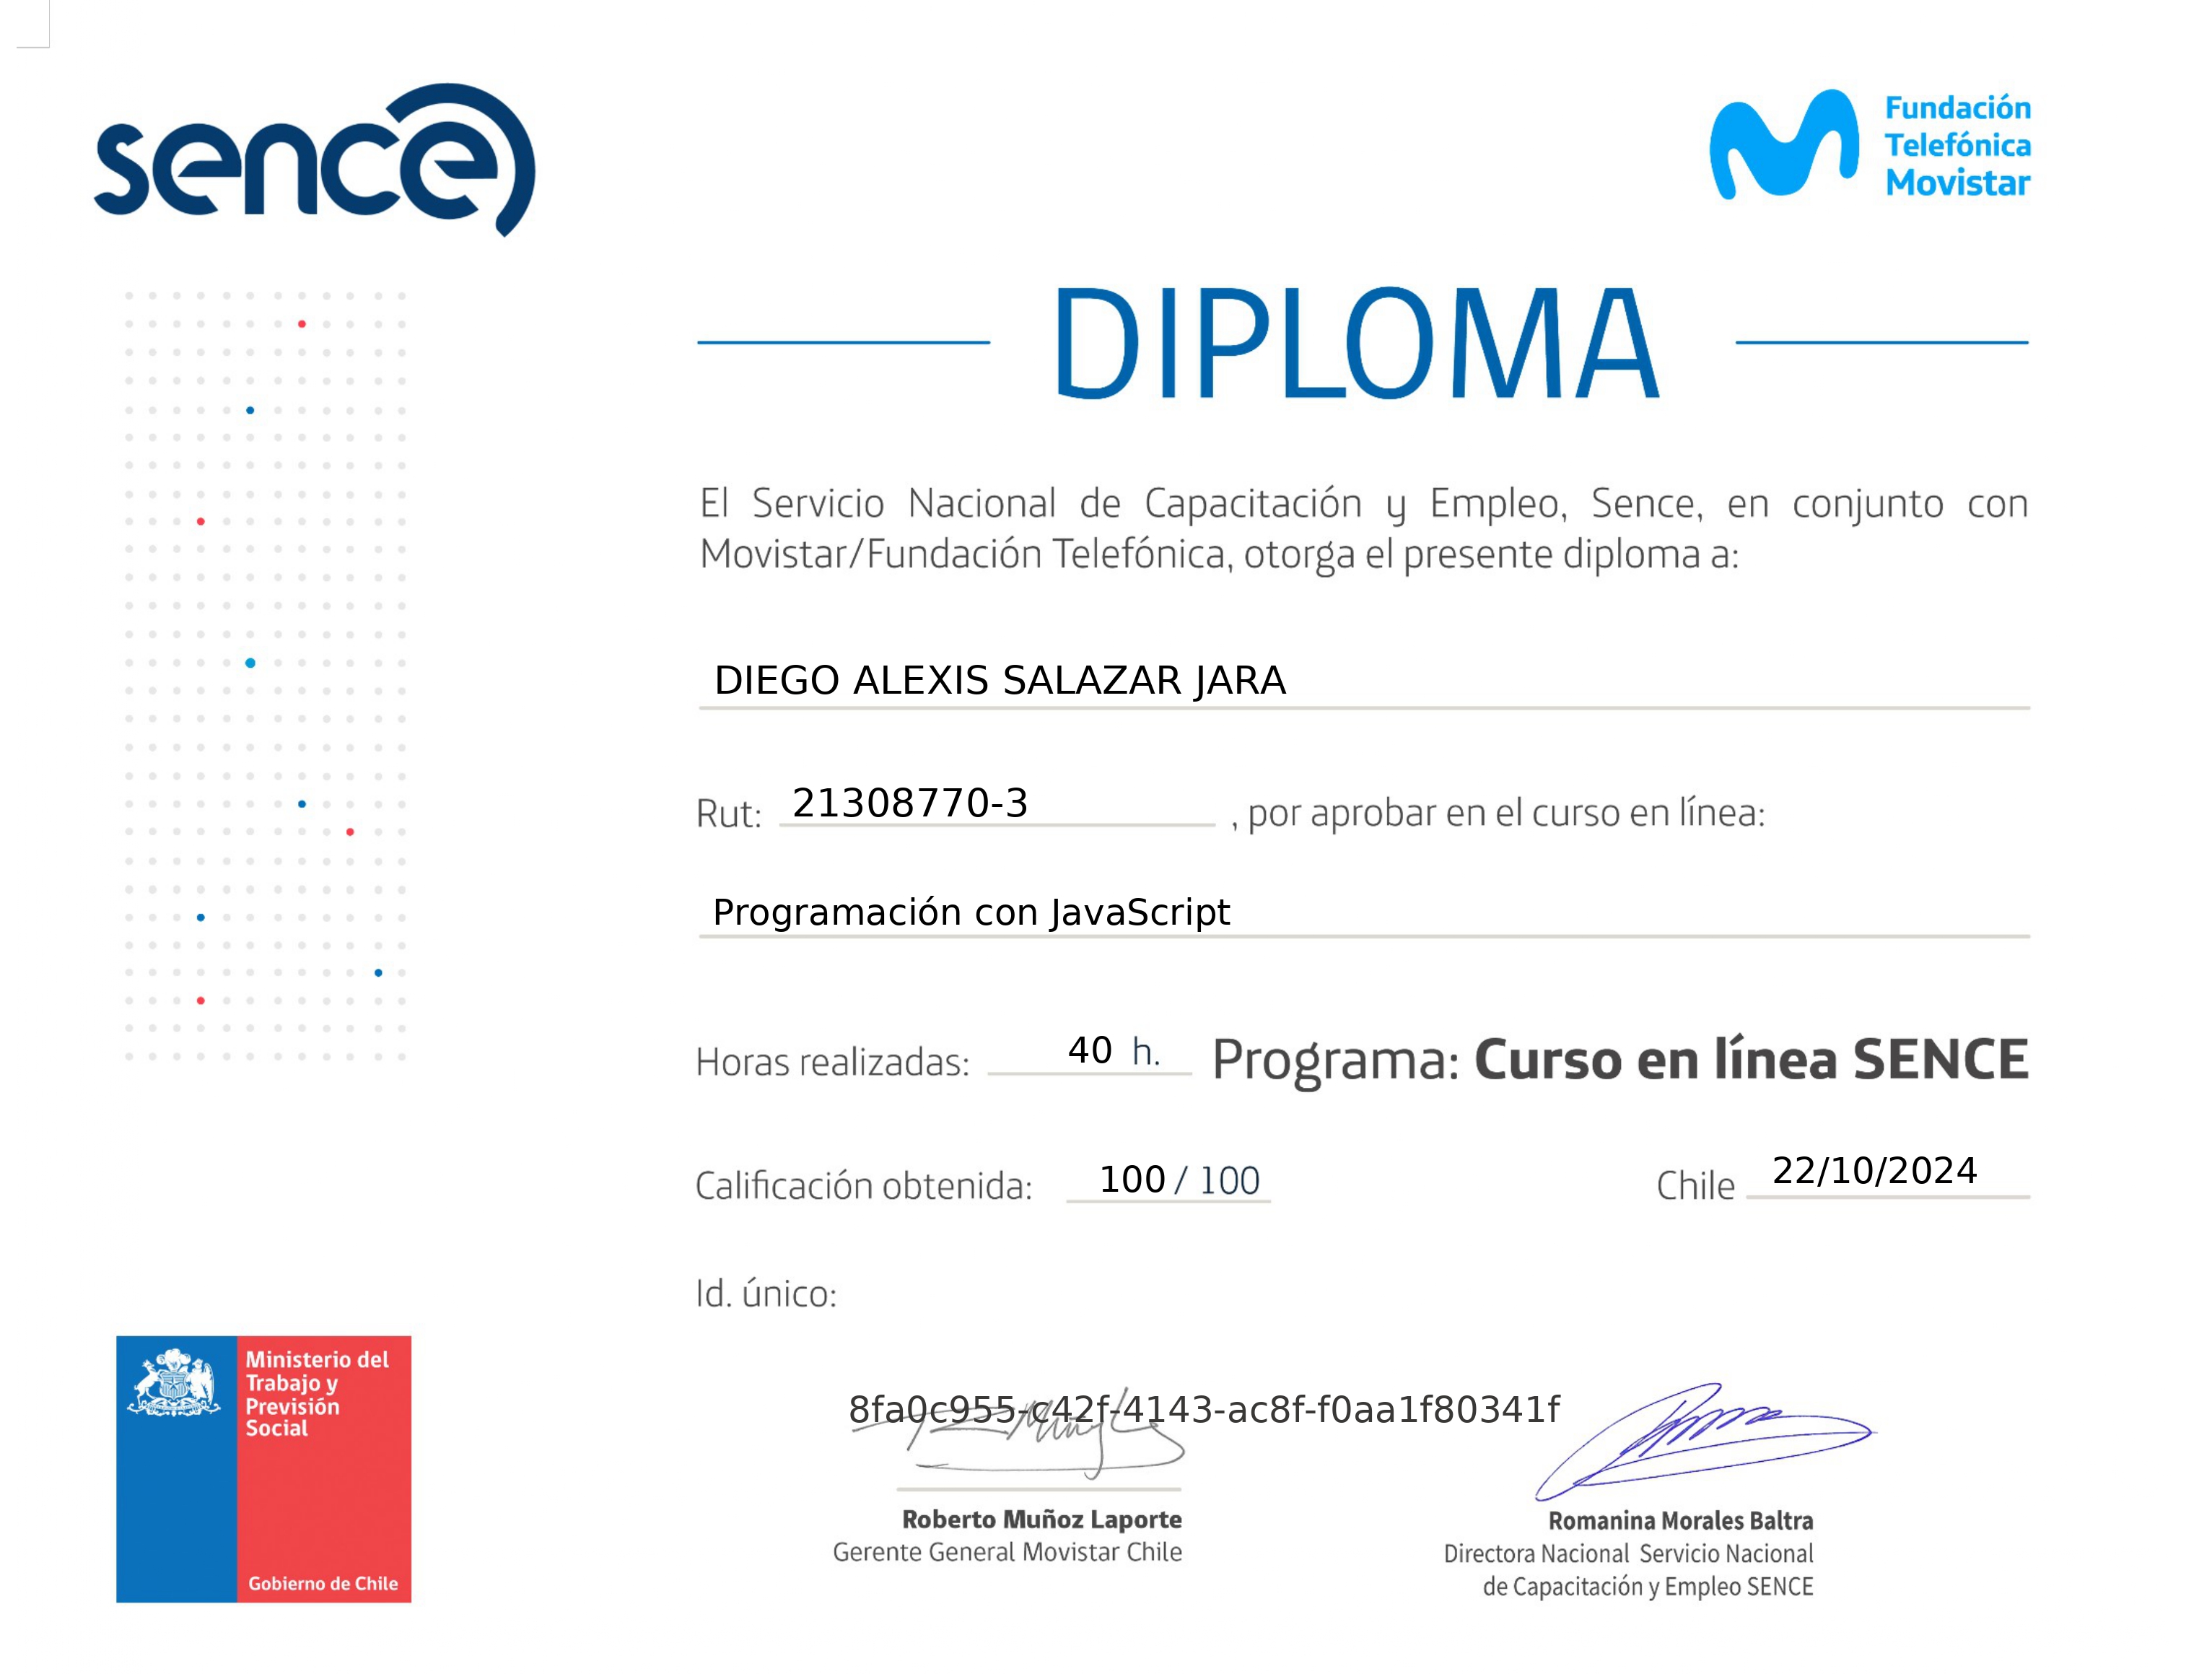 sence
Fundación
Telefónica
Movistar
DIPLOMA
El Servicio Nacional de Capacitación y Empleo, Sence, en conjunto con
Movistar/Fundación Telefónica, otorga el presente diploma a:
DIEGO ALEXIS SALAZAR JARA
Rut: 21308770-3 , por aprobar en el curso en línea:
Programación con JavaScript
Horas realizadas: 40 h. Programa: Curso en línea SENCE
Calificación obtenida: 100 / 100 Chile 22/10/2024
Id. único:
8fa0c955-c42f-4143-ac8f-f0aa1f80341f
Roberto Muñoz Laporte
Gerente General Movistar Chile
Romanina Morales Baltra
Directora Nacional Servicio Nacional
de Capacitación y Empleo SENCE
Ministerio del
Trabajo y
Previsión
Social
Gobierno de Chile